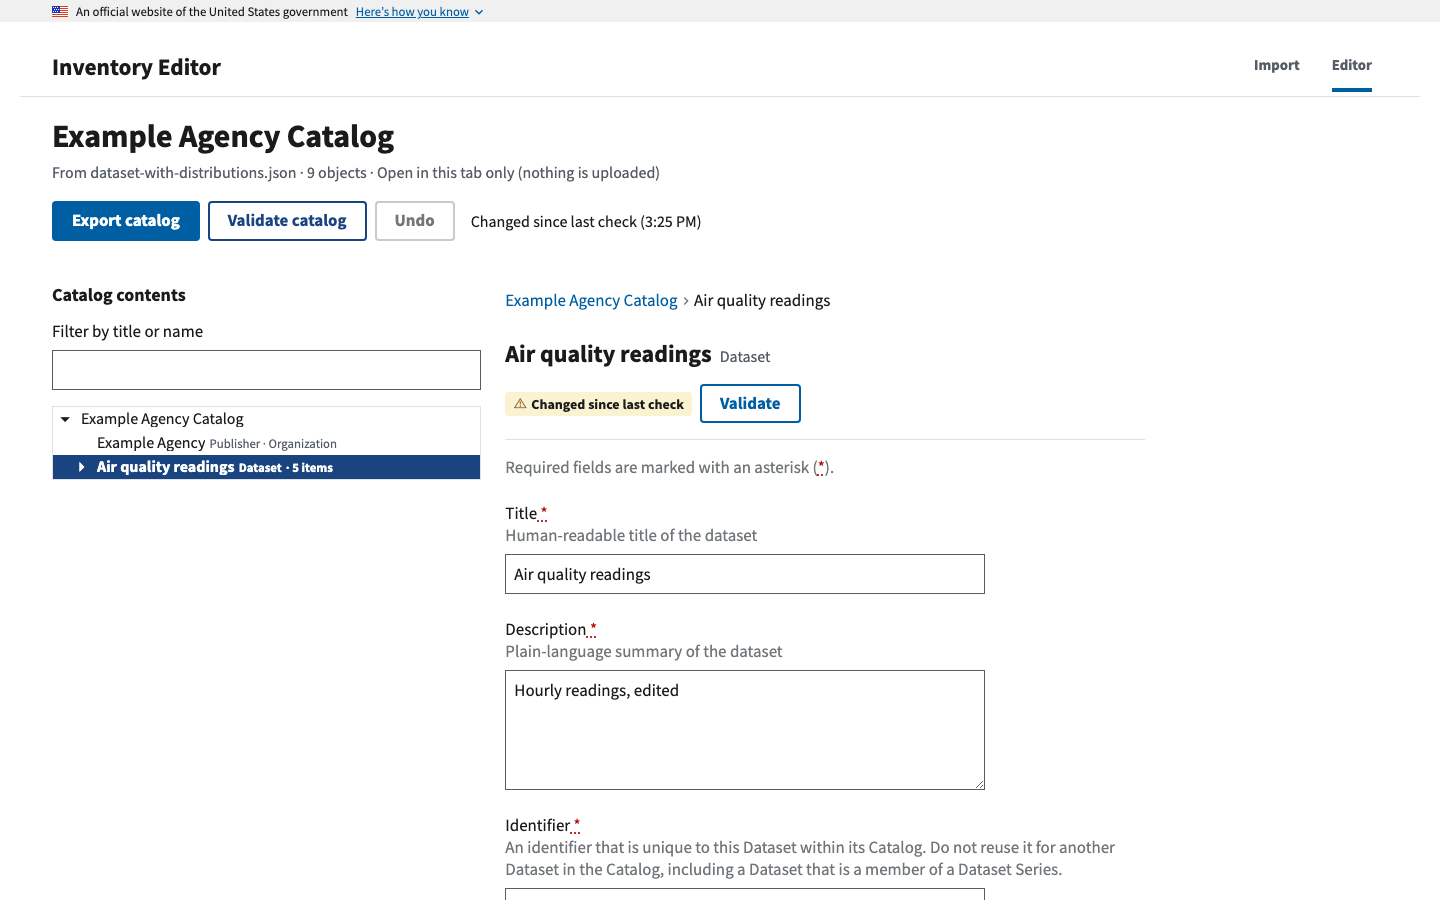 An official website of the United States government Here's how you know
Inventory Editor
Import
Editor
Example Agency Catalog
From dataset-with-distributions.json · 9 objects · Open in this tab only (nothing is uploaded)
Export catalog
Validate catalog
Undo
Changed since last check (3:25 PM)
Catalog contents
Filter by title or name
Example Agency Catalog
Example Agency Publisher · Organization
Air quality readings Dataset · 5 items
Example Agency Catalog > Air quality readings
Air quality readings Dataset
Changed since last check
Validate
Required fields are marked with an asterisk (*).
Title *
Human-readable title of the dataset
Air quality readings
Description *
Plain-language summary of the dataset
Hourly readings, edited
Identifier *
An identifier that is unique to this Dataset within its Catalog. Do not reuse it for another
Dataset in the Catalog, including a Dataset that is a member of a Dataset Series.